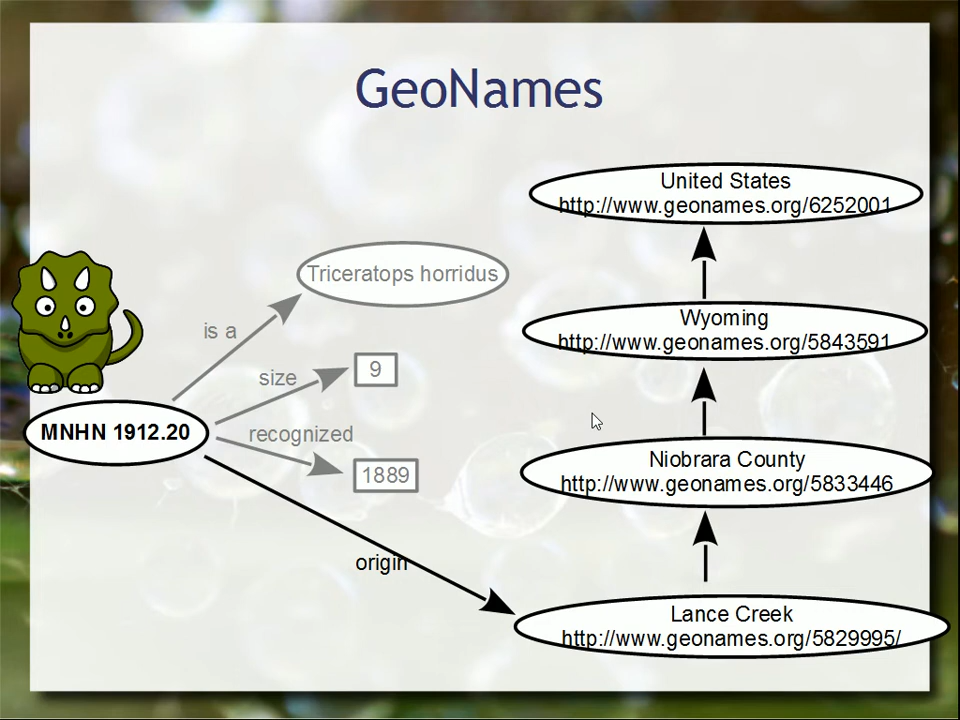 GeoNames
United States
http://www.geonames.org/6252001
Triceratops horridus
is a
Wyoming
http://www.geonames.org/5843591
size
9
MNHN 1912.20
recognized
1889
Niobrara County
http://www.geonames.org/5833446
origin
Lance Creek
http://www.geonames.org/5829995/